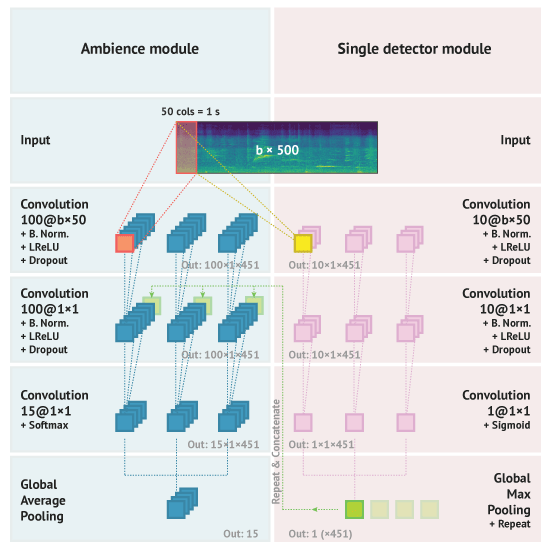 Ambience module
Single detector module
50 cols = 1 s
Input
b × 500
Input
Convolution
100@b×50
+ B. Norm.
+ LReLU
+ Dropout
Out: 100×1×451
Out: 10×1×451
Convolution
10@b×50
+ B. Norm.
+ LReLU
+ Dropout
Convolution
100@1×1
+ B. Norm.
+ LReLU
+ Dropout
Out: 100×1×451
Out: 10×1×451
Convolution
10@1×1
+ B. Norm.
+ LReLU
+ Dropout
Convolution
15@1×1
+ Softmax
Out: 15×1×451
Out: 1×1×451
Convolution
1@1×1
+ Sigmoid
Repeat & Concatenate
Global
Average
Pooling
Out: 15
Out: 1 (×451)
Global
Max
Pooling
+ Repeat